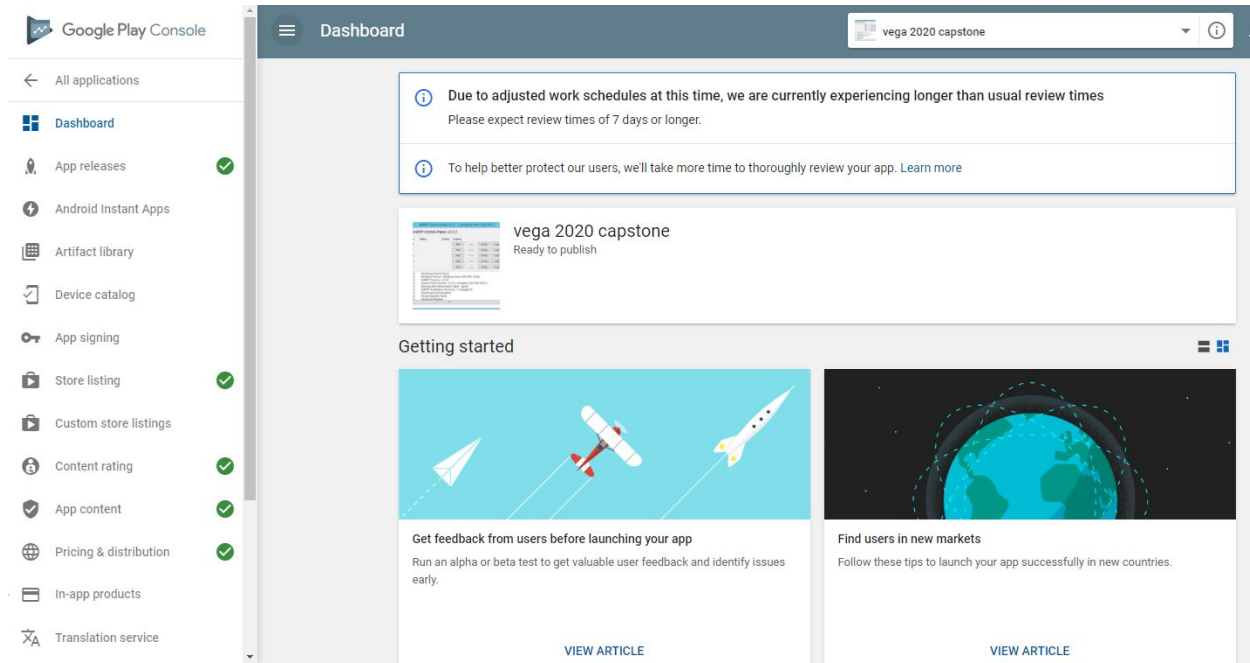 Google Play Console
All applications
Dashboard
App releases
Android Instant Apps
Artifact library
Device catalog
App signing
Store listing
Custom store listings
Content rating
App content
Pricing & distribution
In-app products
Translation service
Dashboard
vega 2020 capstone
Due to adjusted work schedules at this time, we are currently experiencing longer than usual review times
Please expect review times of 7 days or longer.
To help better protect our users, we'll take more time to thoroughly review your app. Learn more
vega 2020 capstone
Ready to publish
Getting started
Get feedback from users before launching your app
Run an alpha or beta test to get valuable user feedback and identify issues
early.
VIEW ARTICLE
Find users in new markets
Follow these tips to launch your app successfully in new countries.
VIEW ARTICLE